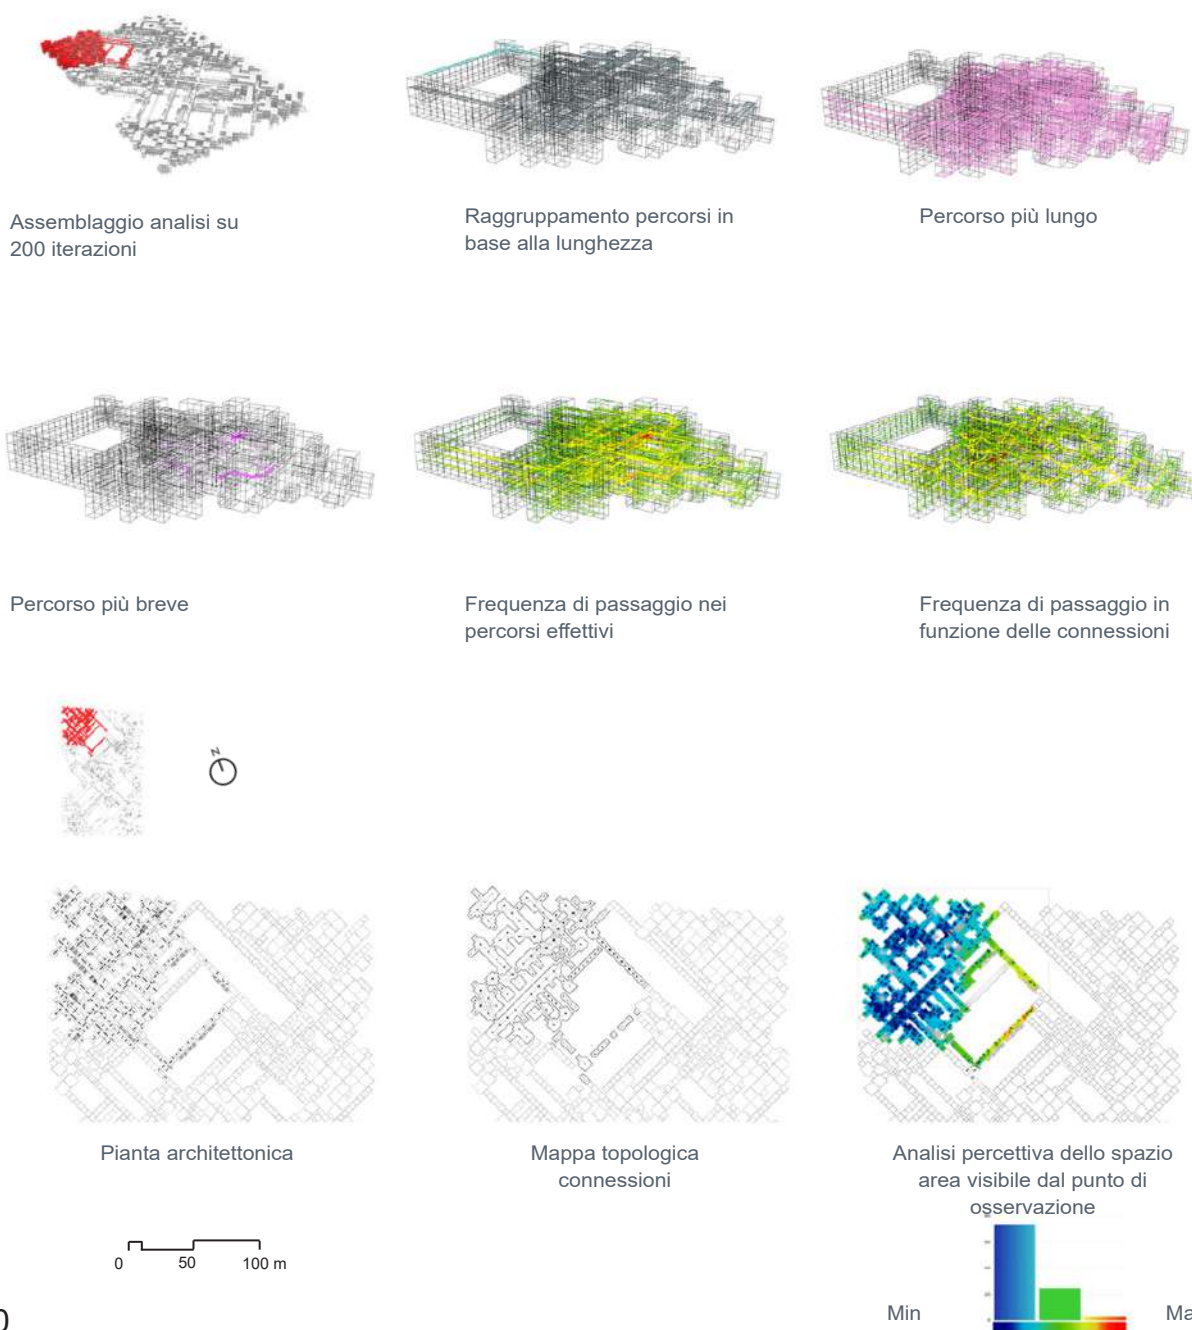 Assemblaggio analisi su
200 iterazioni
Raggruppamento percorsi in
base alla lunghezza
Percorso più lungo
Percorso più breve
Frequenza di passaggio nei
percorsi effettivi
Frequenza di passaggio in
funzione delle connessioni
N
Pianta architettonica
Mappa topologica
connessioni
Analisi percettiva dello spazio
area visibile dal punto di
osservazione
0 50 100 m
Min